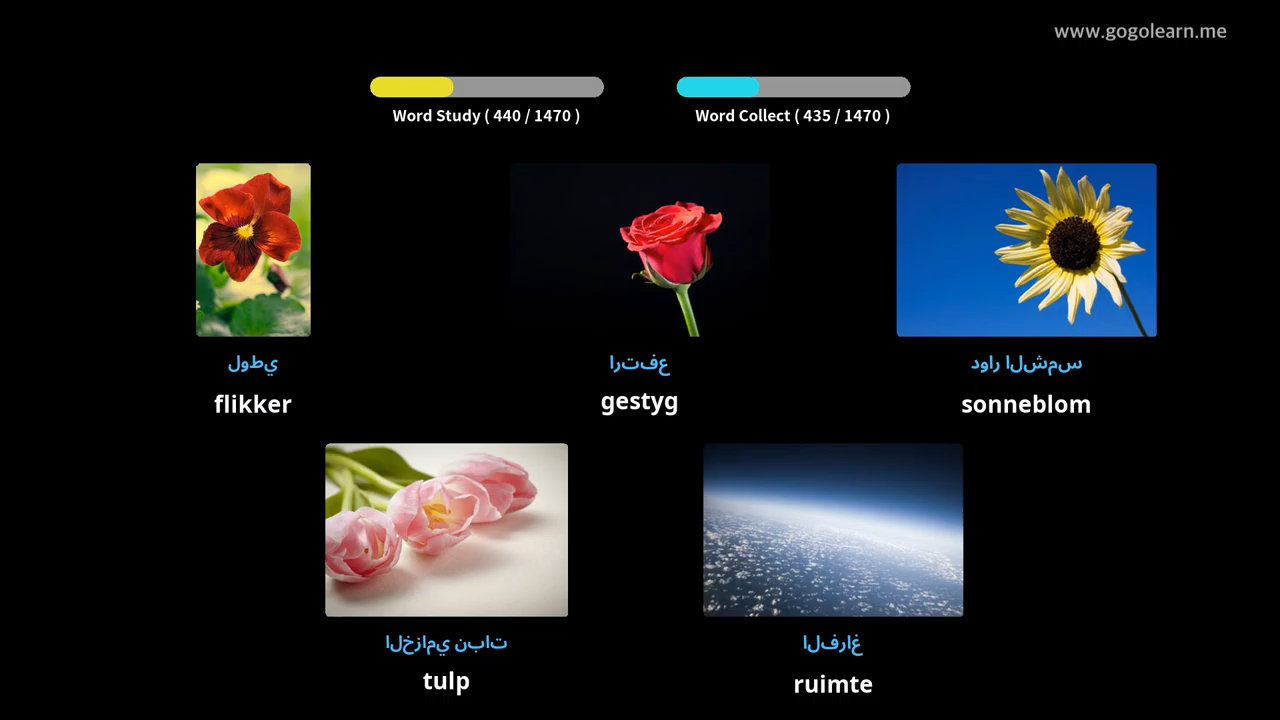 www.gogolearn.me
Word Study ( 440 / 1470 )
Word Collect ( 435 / 1470 )
لوطي
flikker
ارتفع
gestyg
دوار الشمس
sonneblom
الخزامي نبات
tulp
الفراغ
ruimte